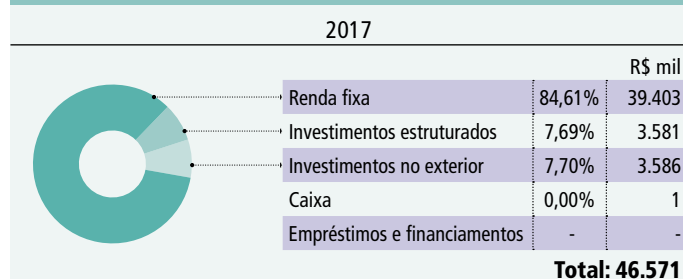 2017
R$ mil
Renda fixa 84,61% 39.403
Investimentos estruturados 7,69% 3.581
Investimentos no exterior 7,70% 3.586
Caixa 0,00% 1
Empréstimos e financiamentos - -
Total: 46.571